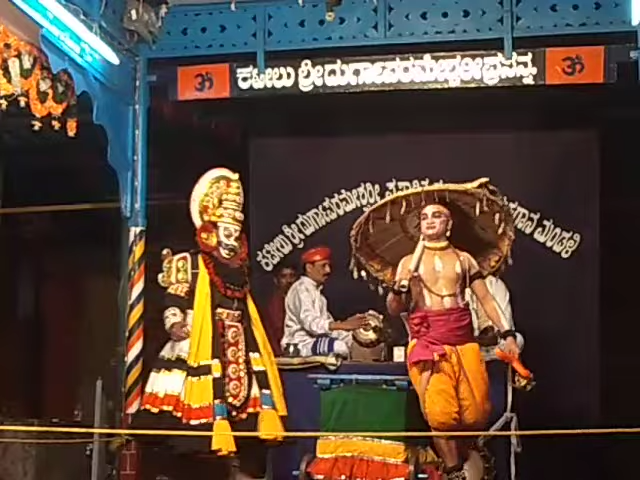 ॐ ಕಟೀಲು ಶ್ರೀದುರ್ಗಾಪರಮೇಶ್ವರೀಪ್ರಸನ್ನ ॐ
ಕಟೀಲು ಶ್ರೀ ದುರ್ಗಾಪರಮೇಶ್ವರೀ ಮಂಡಳಿ